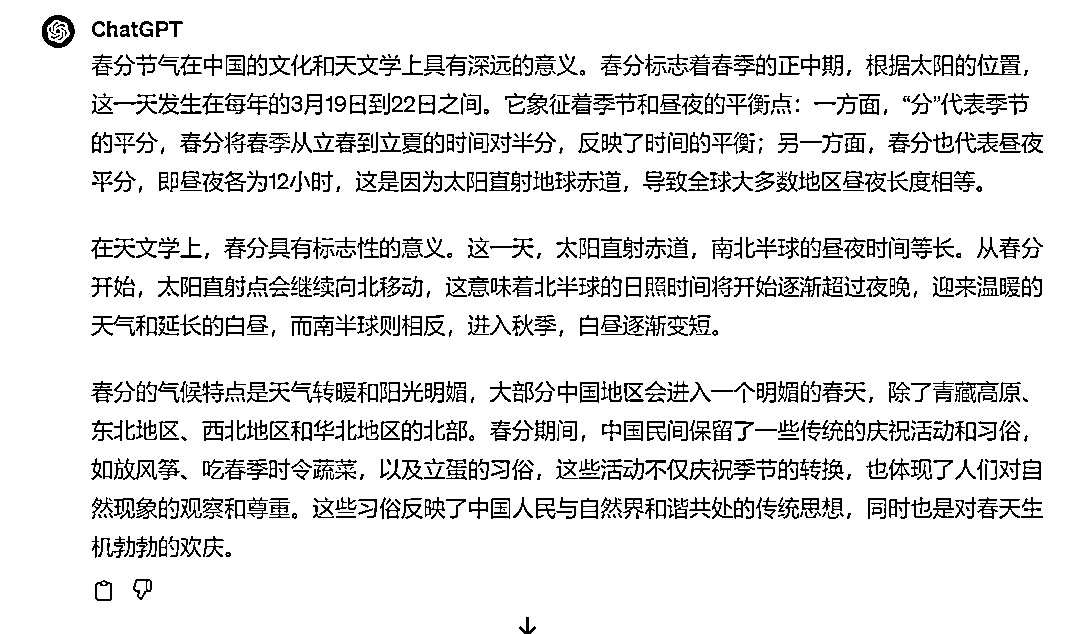 ChatGPT
春分节气在中国的文化和天文学上具有深远的意义。春分标志着春季的正中期，根据太阳的位置，
这一天发生在每年的3月19日到22日之间。它象征着季节和昼夜的平衡点：一方面，“分”代表季节
的平分，春分将春季从立春到立夏的时间对半分，反映了时间的平衡；另一方面，春分也代表昼夜
平分，即昼夜各为12小时，这是因为太阳直射地球赤道，导致全球大多数地区昼夜长度相等。
在天文学上，春分具有标志性的意义。这一天，太阳直射赤道，南北半球的昼夜时间等长。从春分
开始，太阳直射点会继续向北移动，这意味着北半球的日照时间将开始逐渐超过夜晚，迎来温暖的
天气和延长的白昼，而南半球则相反，进入秋季，白昼逐渐变短。
春分的气候特点是天气转暖和阳光明媚，大部分中国地区会进入一个明媚的春天，除了青藏高原、
东北地区、西北地区和华北地区的北部。春分期间，中国民间保留了一些传统的庆祝活动和习俗，
如放风筝、吃春季时令蔬菜，以及立蛋的习俗，这些活动不仅庆祝季节的转换，也体现了人们对自
然现象的观察和尊重。这些习俗反映了中国人民与自然界和谐共处的传统思想，同时也是对春天生
机勃勃的欢庆。